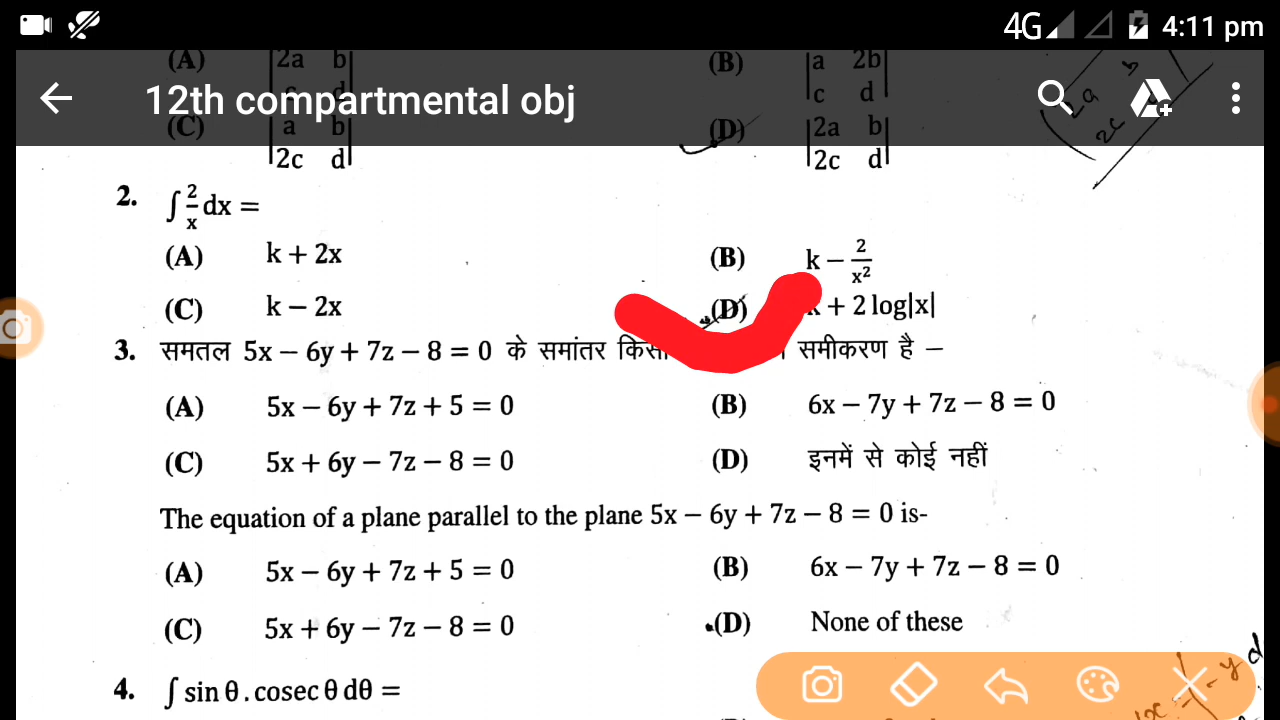 4G 4:11 pm
12th compartmental obj
(A) |2a b| (B) |a 2b|
|c d| |c d|
(C) |a b| (D) |2a b|
|2c d| |2c d|
2a b
2c
2. ∫ 2/x dx =
(A) k + 2x (B) k − 2/x²
(C) k − 2x (D) + 2 log|x|
3. समतल 5x − 6y + 7z − 8 = 0 के समांतर समीकरण है −
(A) 5x − 6y + 7z + 5 = 0 (B) 6x − 7y + 7z − 8 = 0
(C) 5x + 6y − 7z − 8 = 0 (D) इनमें से कोई नहीं
The equation of a plane parallel to the plane 5x − 6y + 7z − 8 = 0 is-
(A) 5x − 6y + 7z + 5 = 0 (B) 6x − 7y + 7z − 8 = 0
(C) 5x + 6y − 7z − 8 = 0 (D) None of these
4. ∫ sin θ . cosec θ dθ =